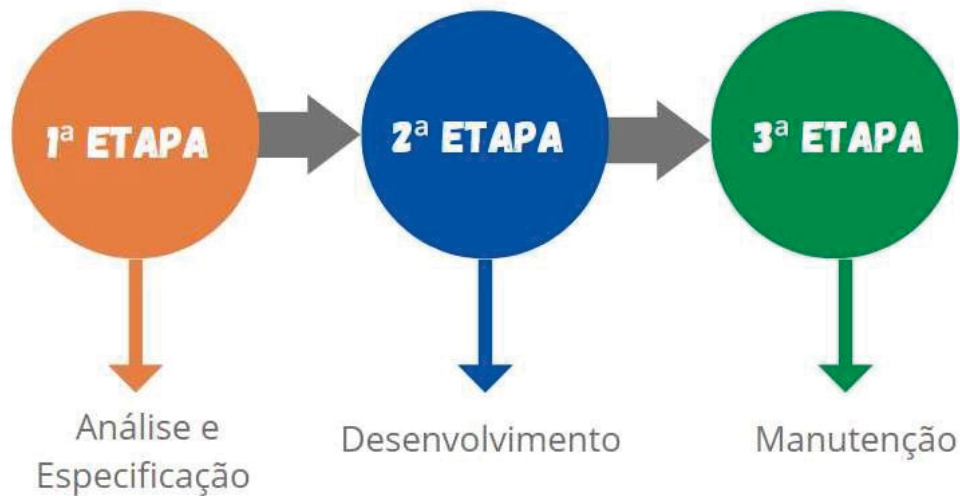 1ª ETAPA
2ª ETAPA
3ª ETAPA
Análise e
Especificação
Desenvolvimento
Manutenção